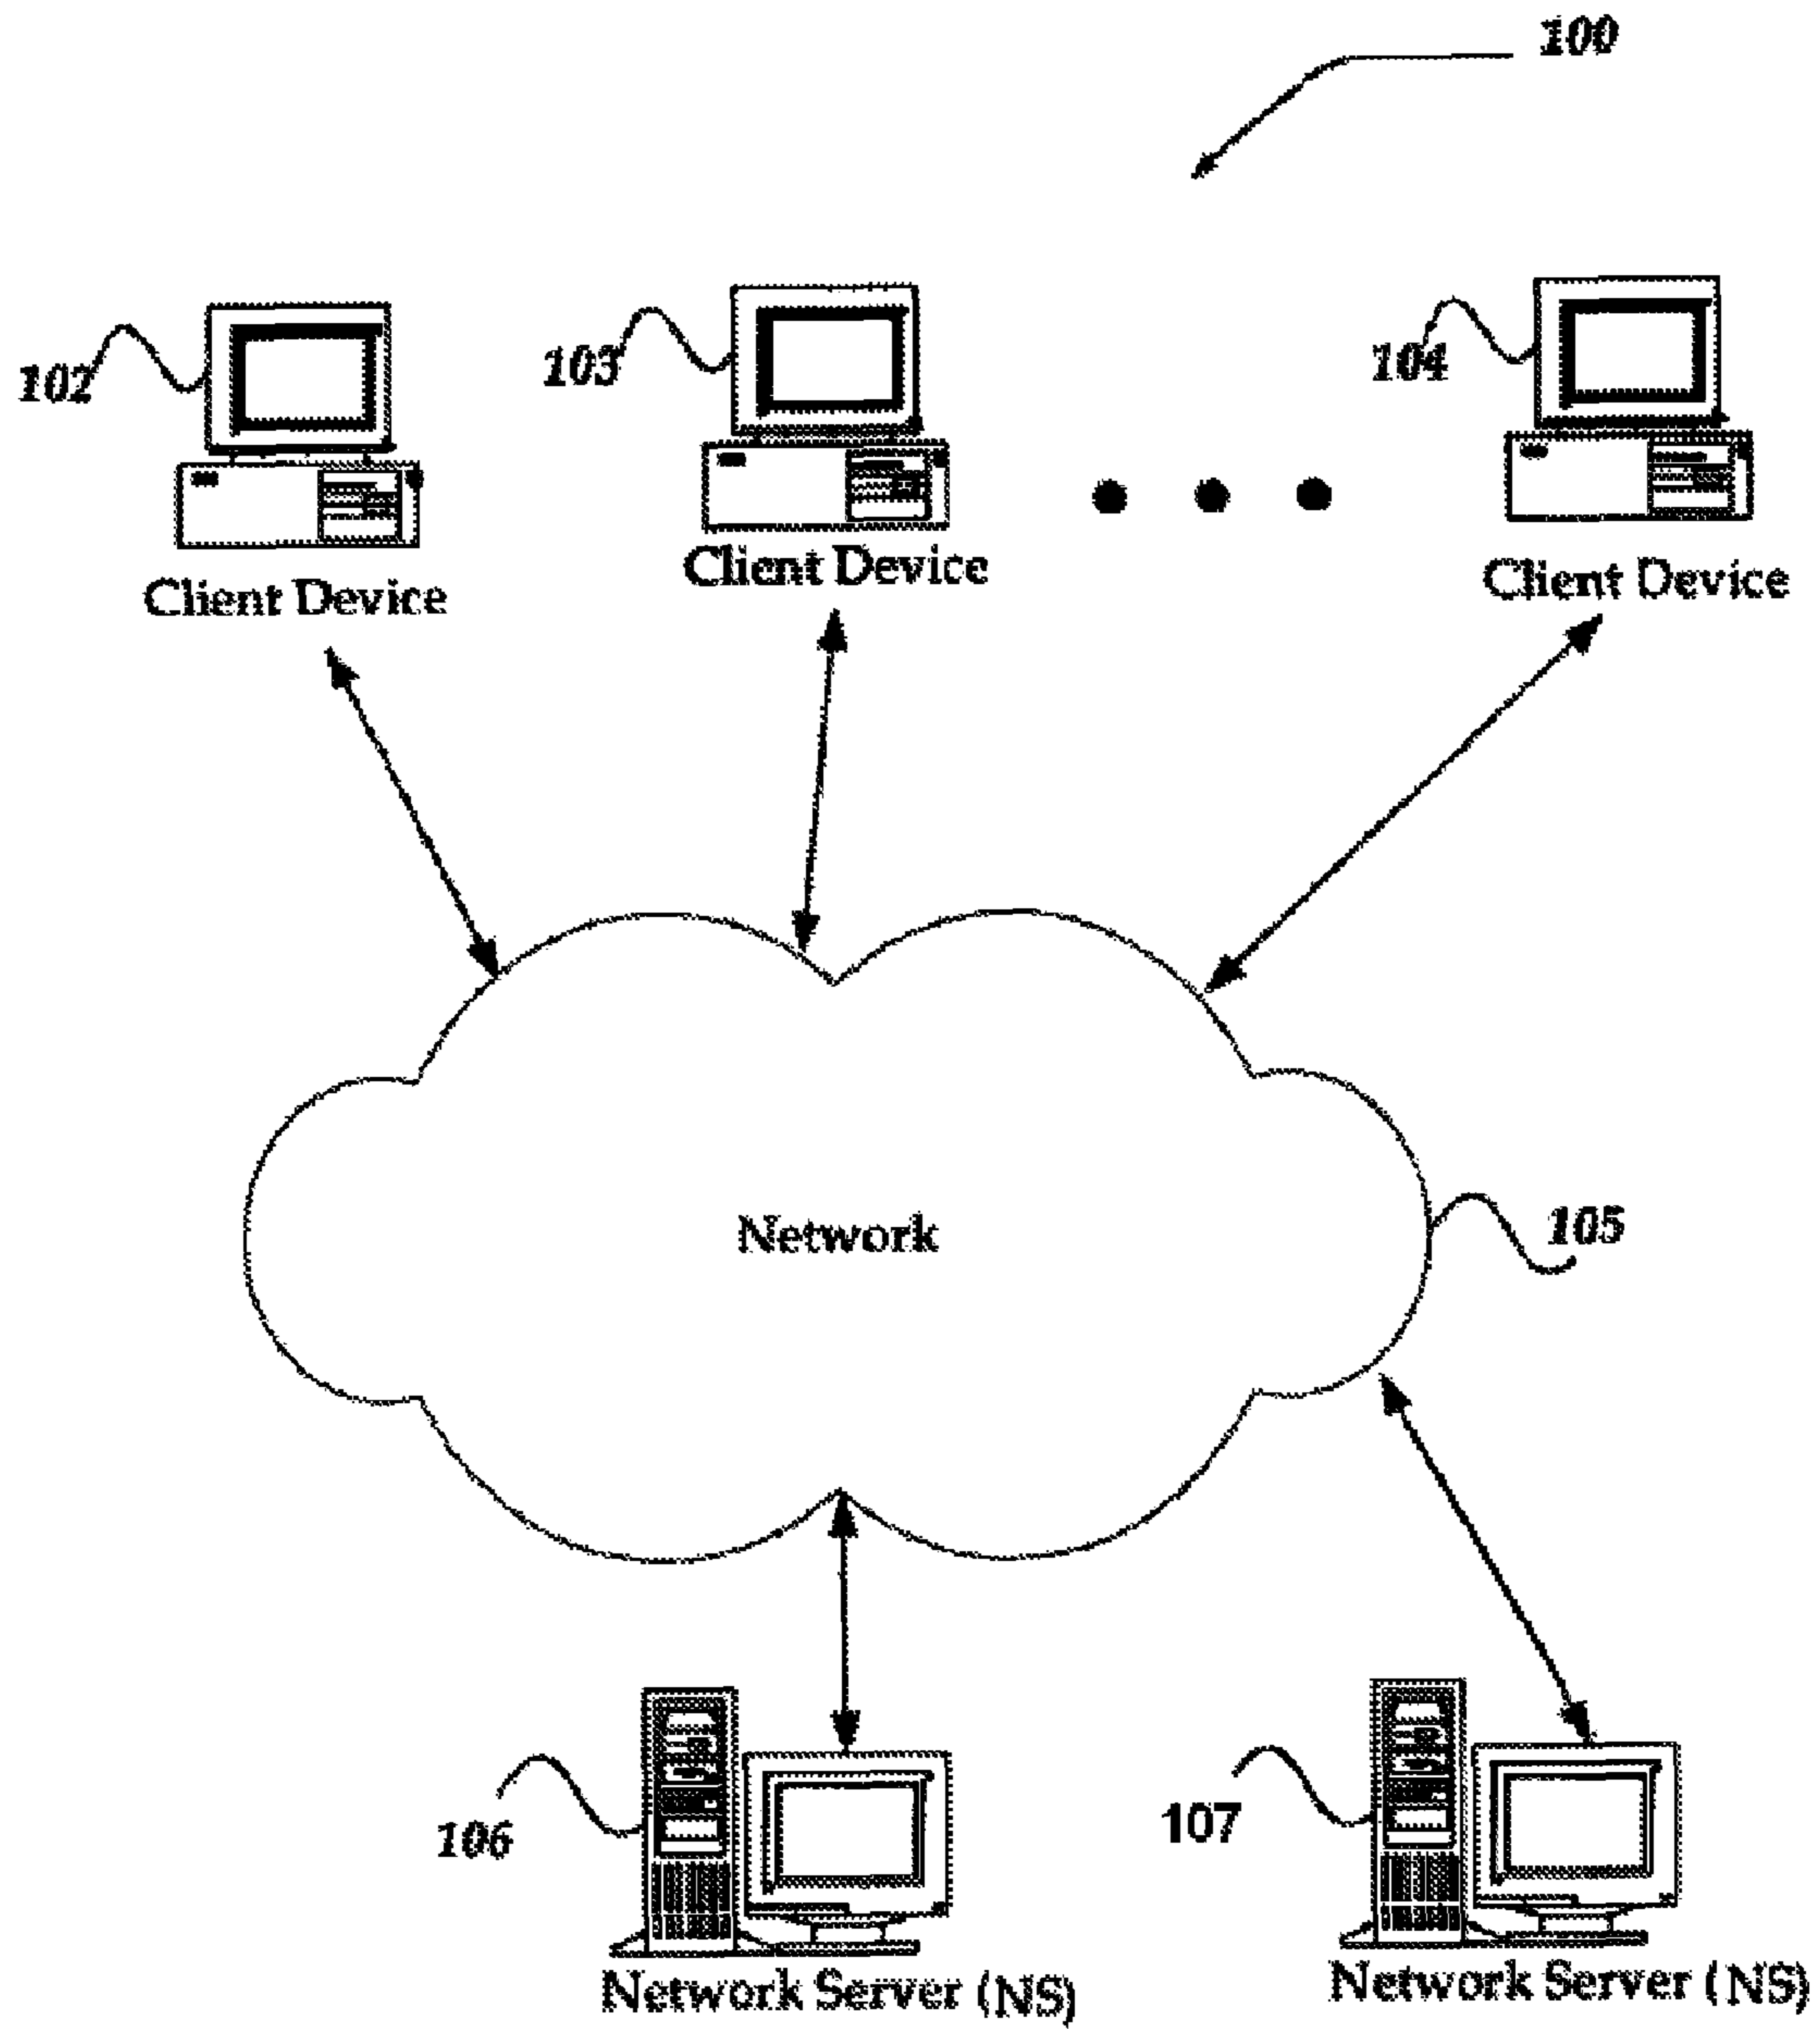 100
102
103
104
Client Device
Client Device
Client Device
Network
105
106
107
Network Server (NS)
Network Server (NS)